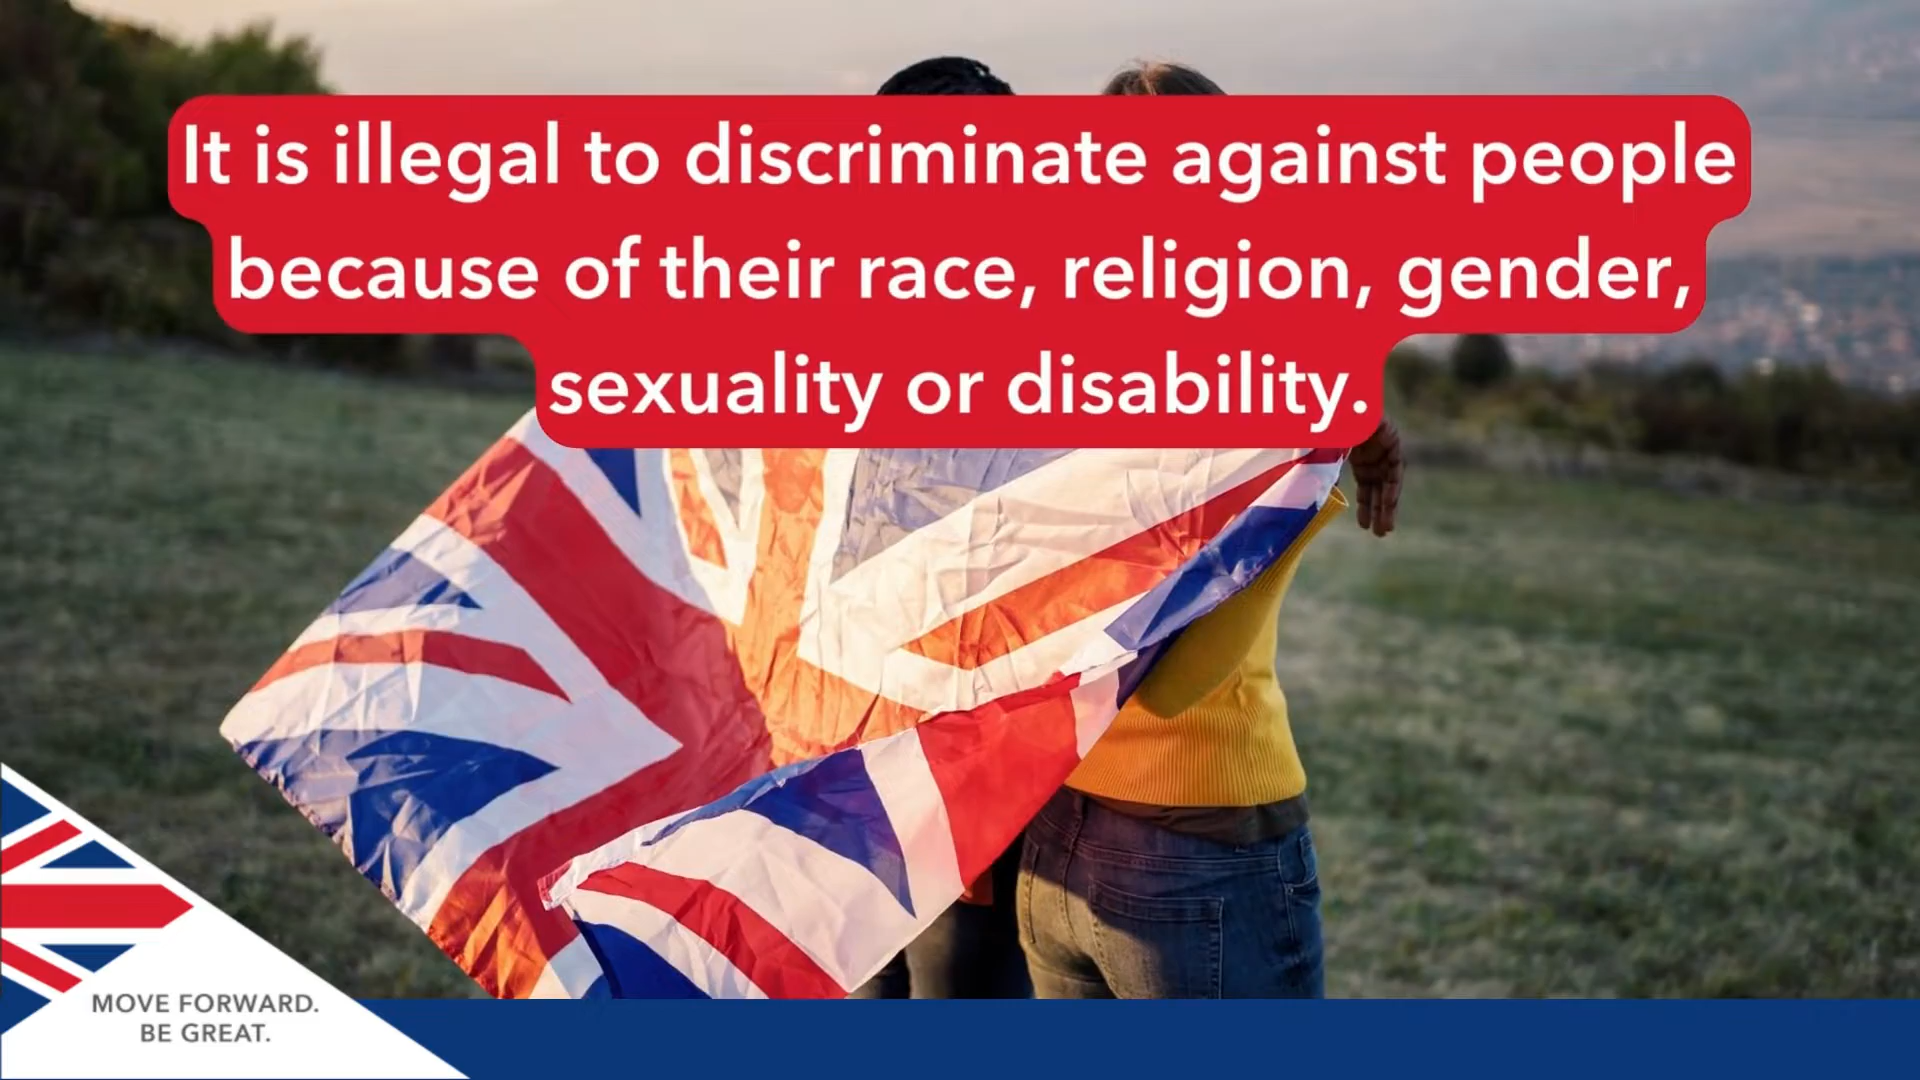 It is illegal to discriminate against people
because of their race, religion, gender,
sexuality or disability.
MOVE FORWARD.
BE GREAT.